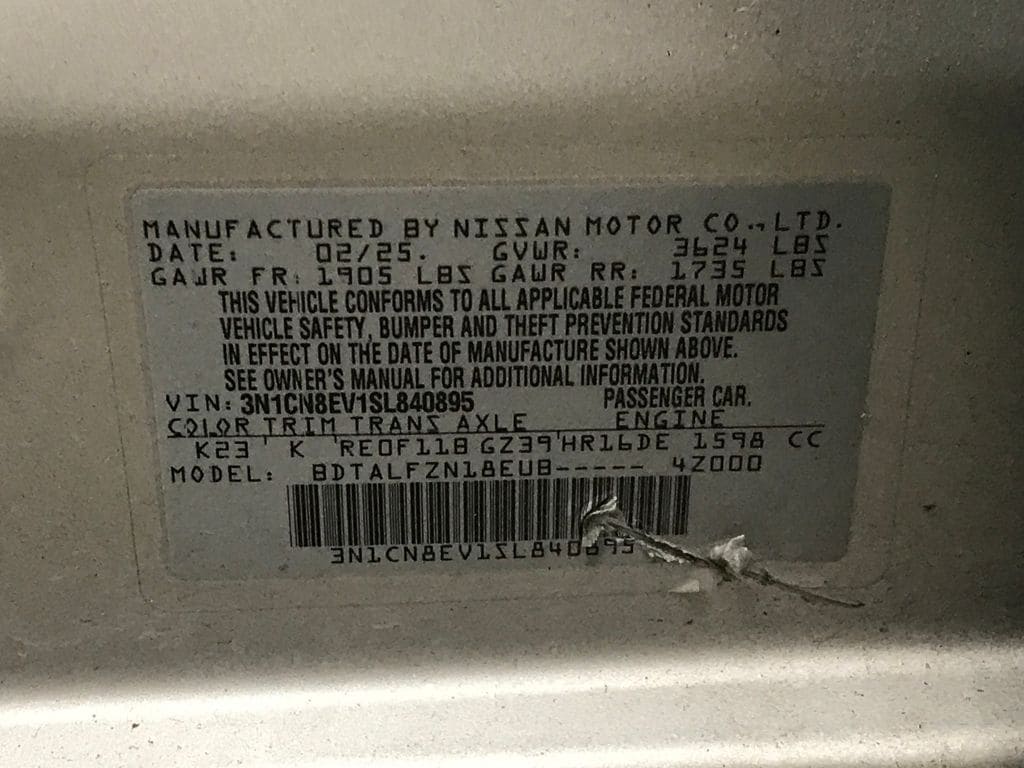 MANUFACTURED BY NISSAN MOTOR CO., LTD.
DATE: 02/25. GVWR: 3624 LBS
GAWR FR: 1905 LBS GAWR RR: 1735 LBS
THIS VEHICLE CONFORMS TO ALL APPLICABLE FEDERAL MOTOR
VEHICLE SAFETY, BUMPER AND THEFT PREVENTION STANDARDS
IN EFFECT ON THE DATE OF MANUFACTURE SHOWN ABOVE.
SEE OWNER'S MANUAL FOR ADDITIONAL INFORMATION.
VIN: 3N1CN8EV1SL840895 PASSENGER CAR.
COLOR TRIM TRANS AXLE ENGINE
K23 K RE0F11B GZ39 HR16DE 1598 CC
MODEL: BDTALFZN18EUB----- 4Z000
3N1CN8EV1SL840895